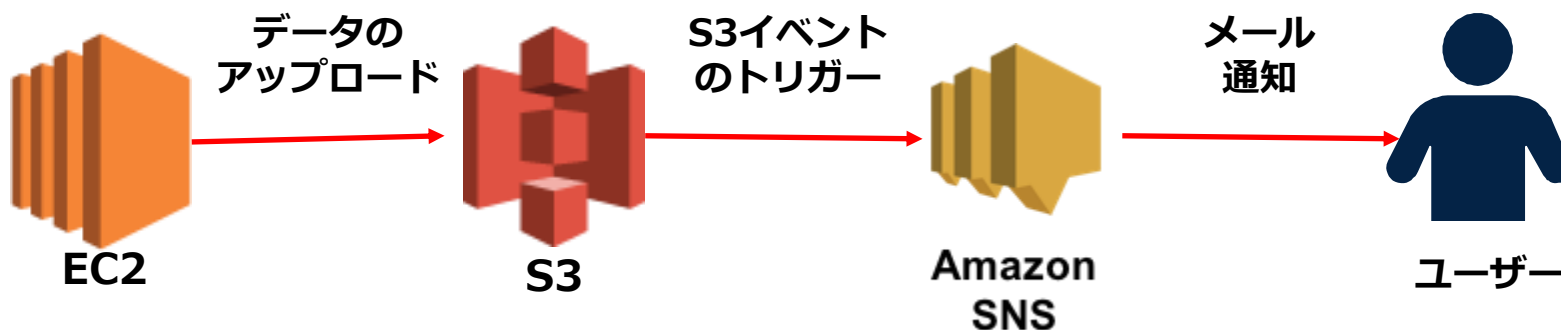 データの
アップロード
S3イベント
のトリガー
メール
通知
EC2
S3
Amazon
SNS
ユーザー